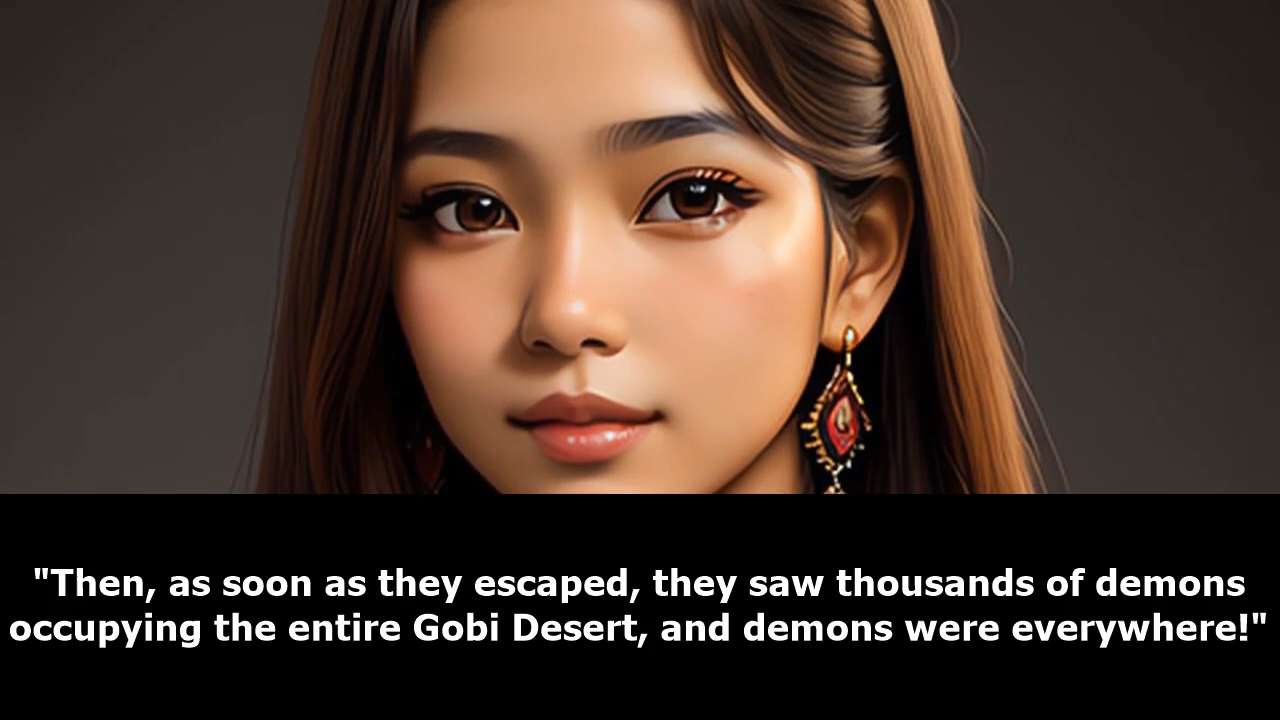 "Then, as soon as they escaped, they saw thousands of demons
occupying the entire Gobi Desert, and demons were everywhere!"